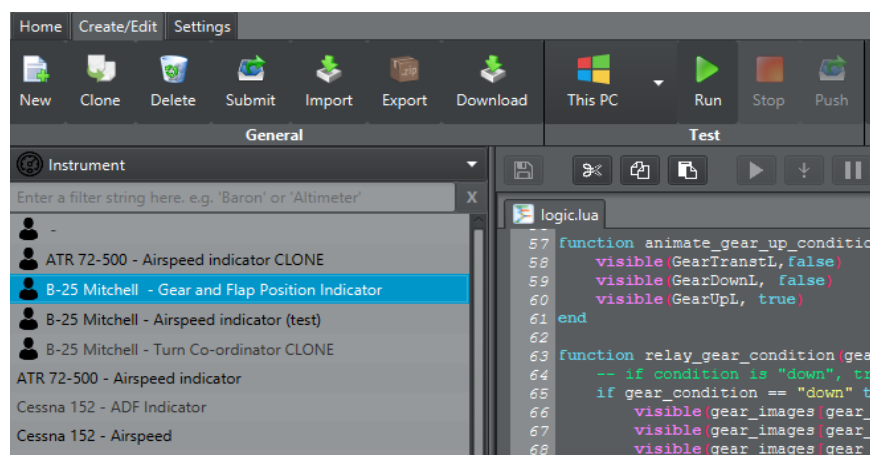 Home Create/Edit Settings
New Clone Delete Submit Import Export Download This PC Run Stop Push
General Test
Instrument
Enter a filter string here. e.g. 'Baron' or 'Altimeter' X
-
ATR 72-500 - Airspeed indicator CLONE
B-25 Mitchell - Gear and Flap Position Indicator
B-25 Mitchell - Airspeed indicator (test)
B-25 Mitchell - Turn Co-ordinator CLONE
ATR 72-500 - Airspeed indicator
Cessna 152 - ADF Indicator
Cessna 152 - Airspeed
logic.lua
57 function animate_gear_up_conditio
58 visible(GearTranstL,false)
59 visible(GearDownL, false)
60 visible(GearUpL, true)
61 end
62
63 function relay_gear_condition(gea
64 -- if condition is "down", tr
65 if gear_condition == "down" t
66 visible(gear_images[gear_
67 visible(gear_images[gear_
68 visible(gear_images[gear_